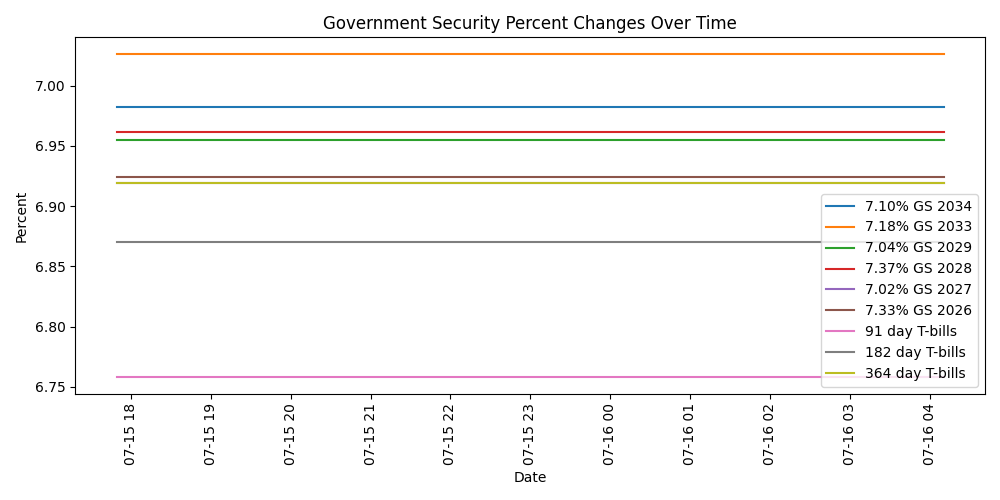 Government Security Percent Changes Over Time
Percent
7.00
6.95
6.90
6.85
6.80
6.75
7.10% GS 2034
7.18% GS 2033
7.04% GS 2029
7.37% GS 2028
7.02% GS 2027
7.33% GS 2026
91 day T-bills
182 day T-bills
364 day T-bills
07-15 18
07-15 19
07-15 20
07-15 21
07-15 22
07-15 23
07-16 00
07-16 01
07-16 02
07-16 03
07-16 04
Date